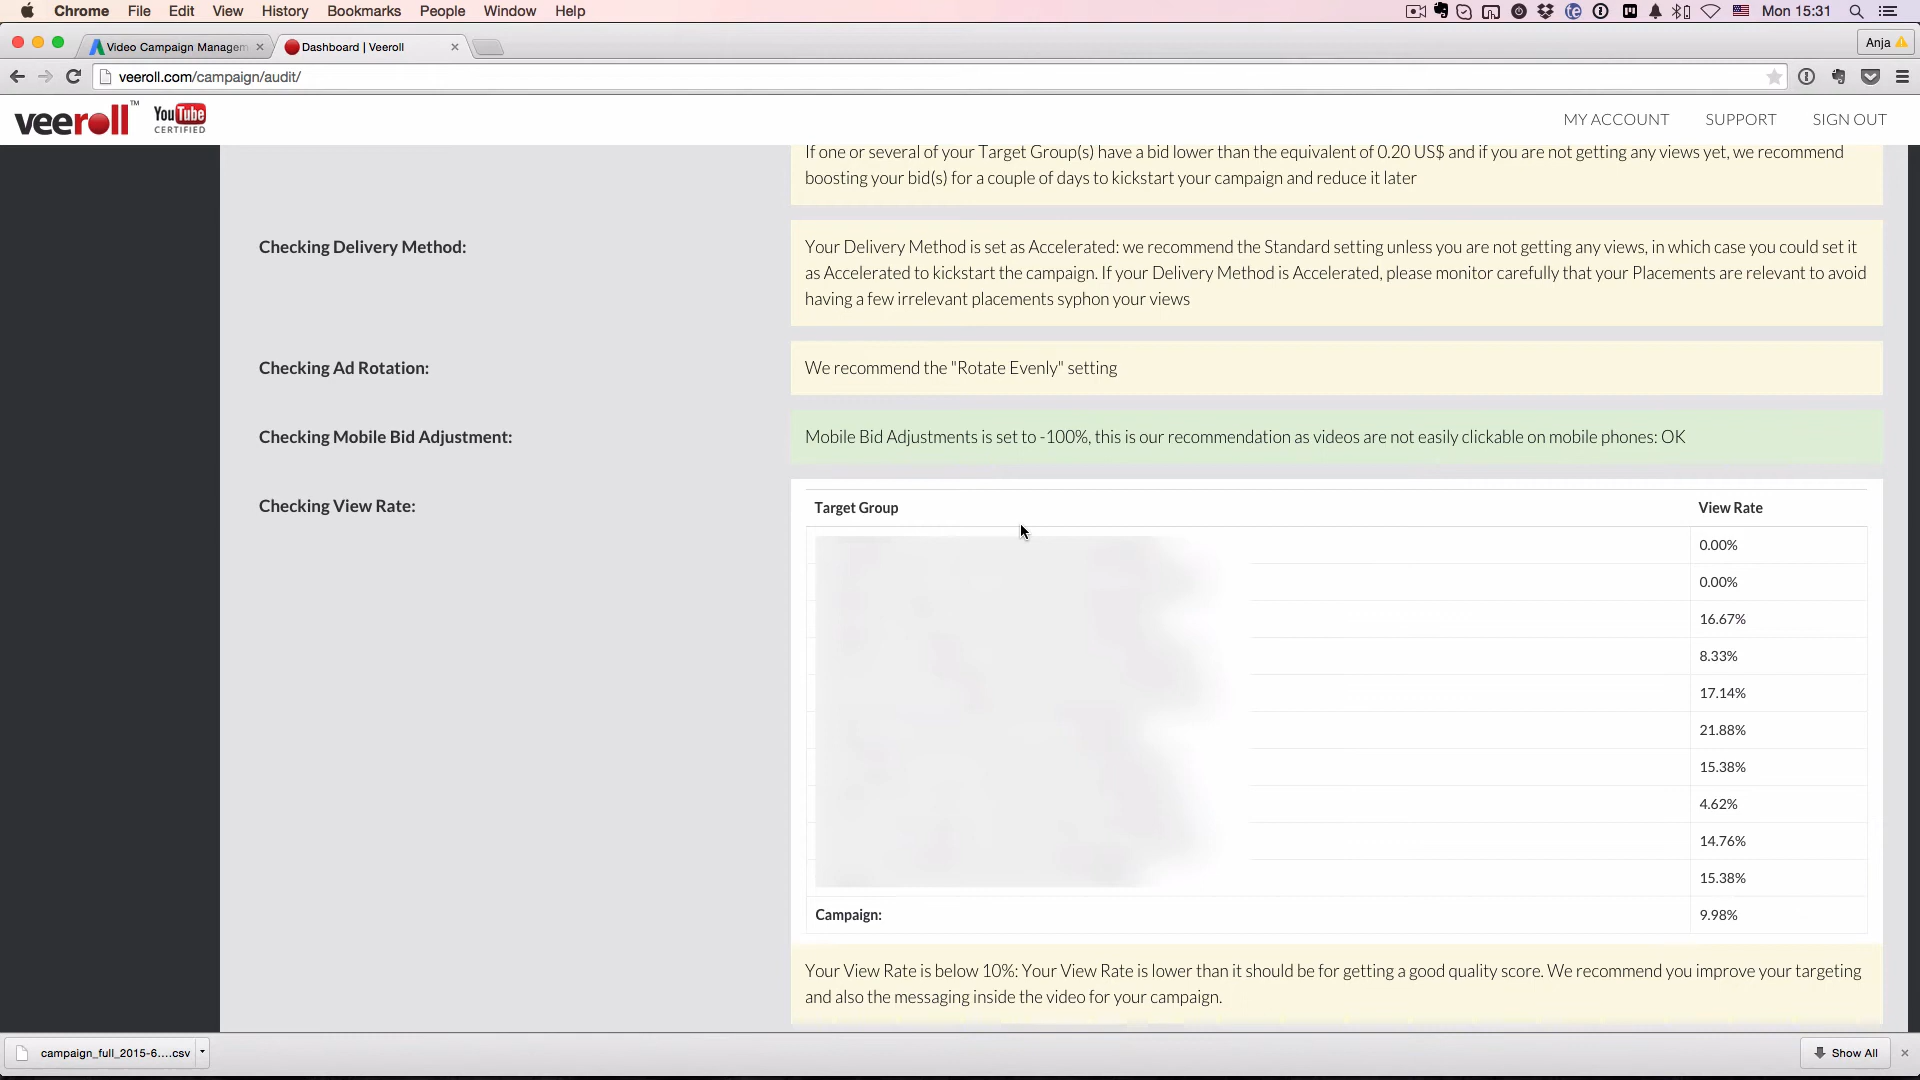 Chrome File Edit View History Bookmarks People Window Help Mon 15:31
Video Campaign Managem Dashboard | Veeroll Anja
veeroll.com/campaign/audit/
veeroll™ YouTube CERTIFIED MY ACCOUNT SUPPORT SIGN OUT
If one or several of your Target Group(s) have a bid lower than the equivalent of 0.20 US$ and if you are not getting any views yet, we recommend
boosting your bid(s) for a couple of days to kickstart your campaign and reduce it later
Checking Delivery Method:
Your Delivery Method is set as Accelerated: we recommend the Standard setting unless you are not getting any views, in which case you could set it
as Accelerated to kickstart the campaign. If your Delivery Method is Accelerated, please monitor carefully that your Placements are relevant to avoid
having a few irrelevant placements syphon your views
Checking Ad Rotation:
We recommend the "Rotate Evenly" setting
Checking Mobile Bid Adjustment:
Mobile Bid Adjustments is set to -100%, this is our recommendation as videos are not easily clickable on mobile phones: OK
Checking View Rate:
Target Group View Rate
0.00%
0.00%
16.67%
8.33%
17.14%
21.88%
15.38%
4.62%
14.76%
15.38%
Campaign: 9.98%
Your View Rate is below 10%: Your View Rate is lower than it should be for getting a good quality score. We recommend you improve your targeting
and also the messaging inside the video for your campaign.
campaign_full_2015-6....csv Show All